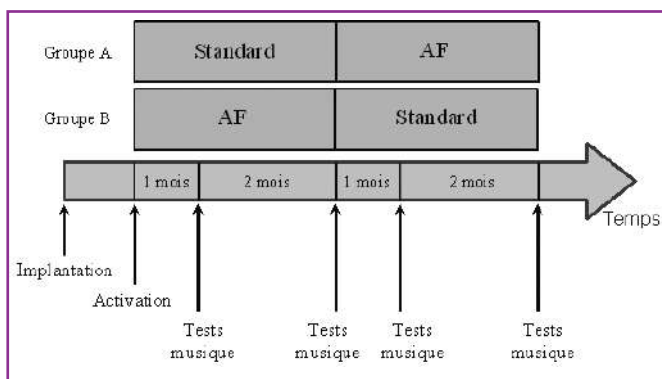 Groupe A
Standard
AF
Groupe B
AF
Standard
1 mois
2 mois
1 mois
2 mois
Temps
Implantation
Activation
Tests
musique
Tests
musique
Tests
musique
Tests
musique